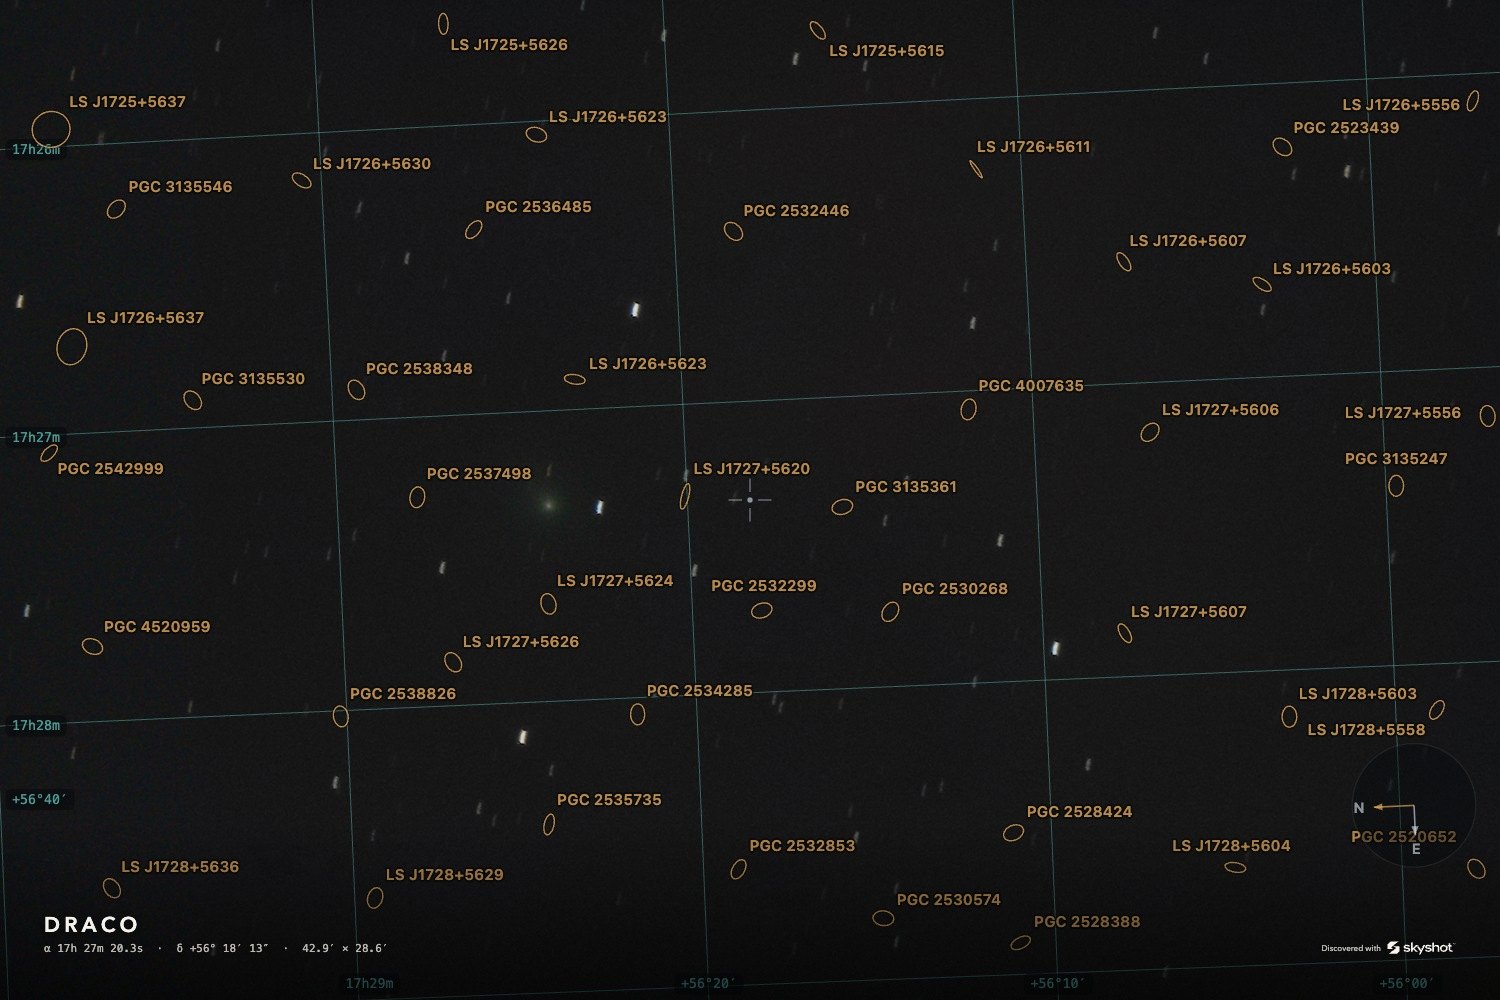 LS J1725+5626
LS J1725+5615
LS J1725+5637
LS J1726+5556
LS J1726+5623
PGC 2523439
17h26m
LS J1726+5611
LS J1726+5630
PGC 3135546
PGC 2536485
PGC 2532446
LS J1726+5607
LS J1726+5603
LS J1726+5637
LS J1726+5623
PGC 2538348
PGC 3135530
PGC 4007635
LS J1727+5606
LS J1727+5556
17h27m
PGC 3135247
PGC 2542999
PGC 2537498
LS J1727+5620
PGC 3135361
LS J1727+5624
PGC 2532299
PGC 2530268
LS J1727+5607
PGC 4520959
LS J1727+5626
PGC 2538826
PGC 2534285
LS J1728+5603
17h28m
LS J1728+5558
+56°40′
PGC 2535735
N
PGC 2528424
PGC 2520652
E
PGC 2532853
LS J1728+5604
LS J1728+5636
LS J1728+5629
PGC 2530574
PGC 2528388
DRACO
α 17h 27m 20.3s · δ +56° 18′ 13″ · 42.9′ × 28.6′
Discovered with skyshot
17h29m
+56°20′
+56°10′
+56°00′